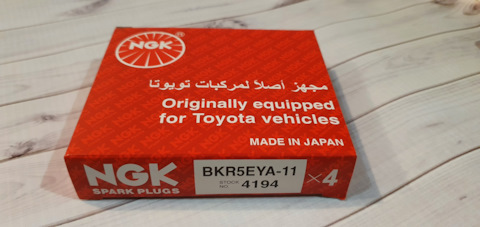 NGK
مجهز أصلاً لمركبات تويوتا
Originally equipped
for Toyota vehicles
MADE IN JAPAN
NGK
SPARK PLUGS
BKR5EYA-11
STOCK NO. 4194
×4